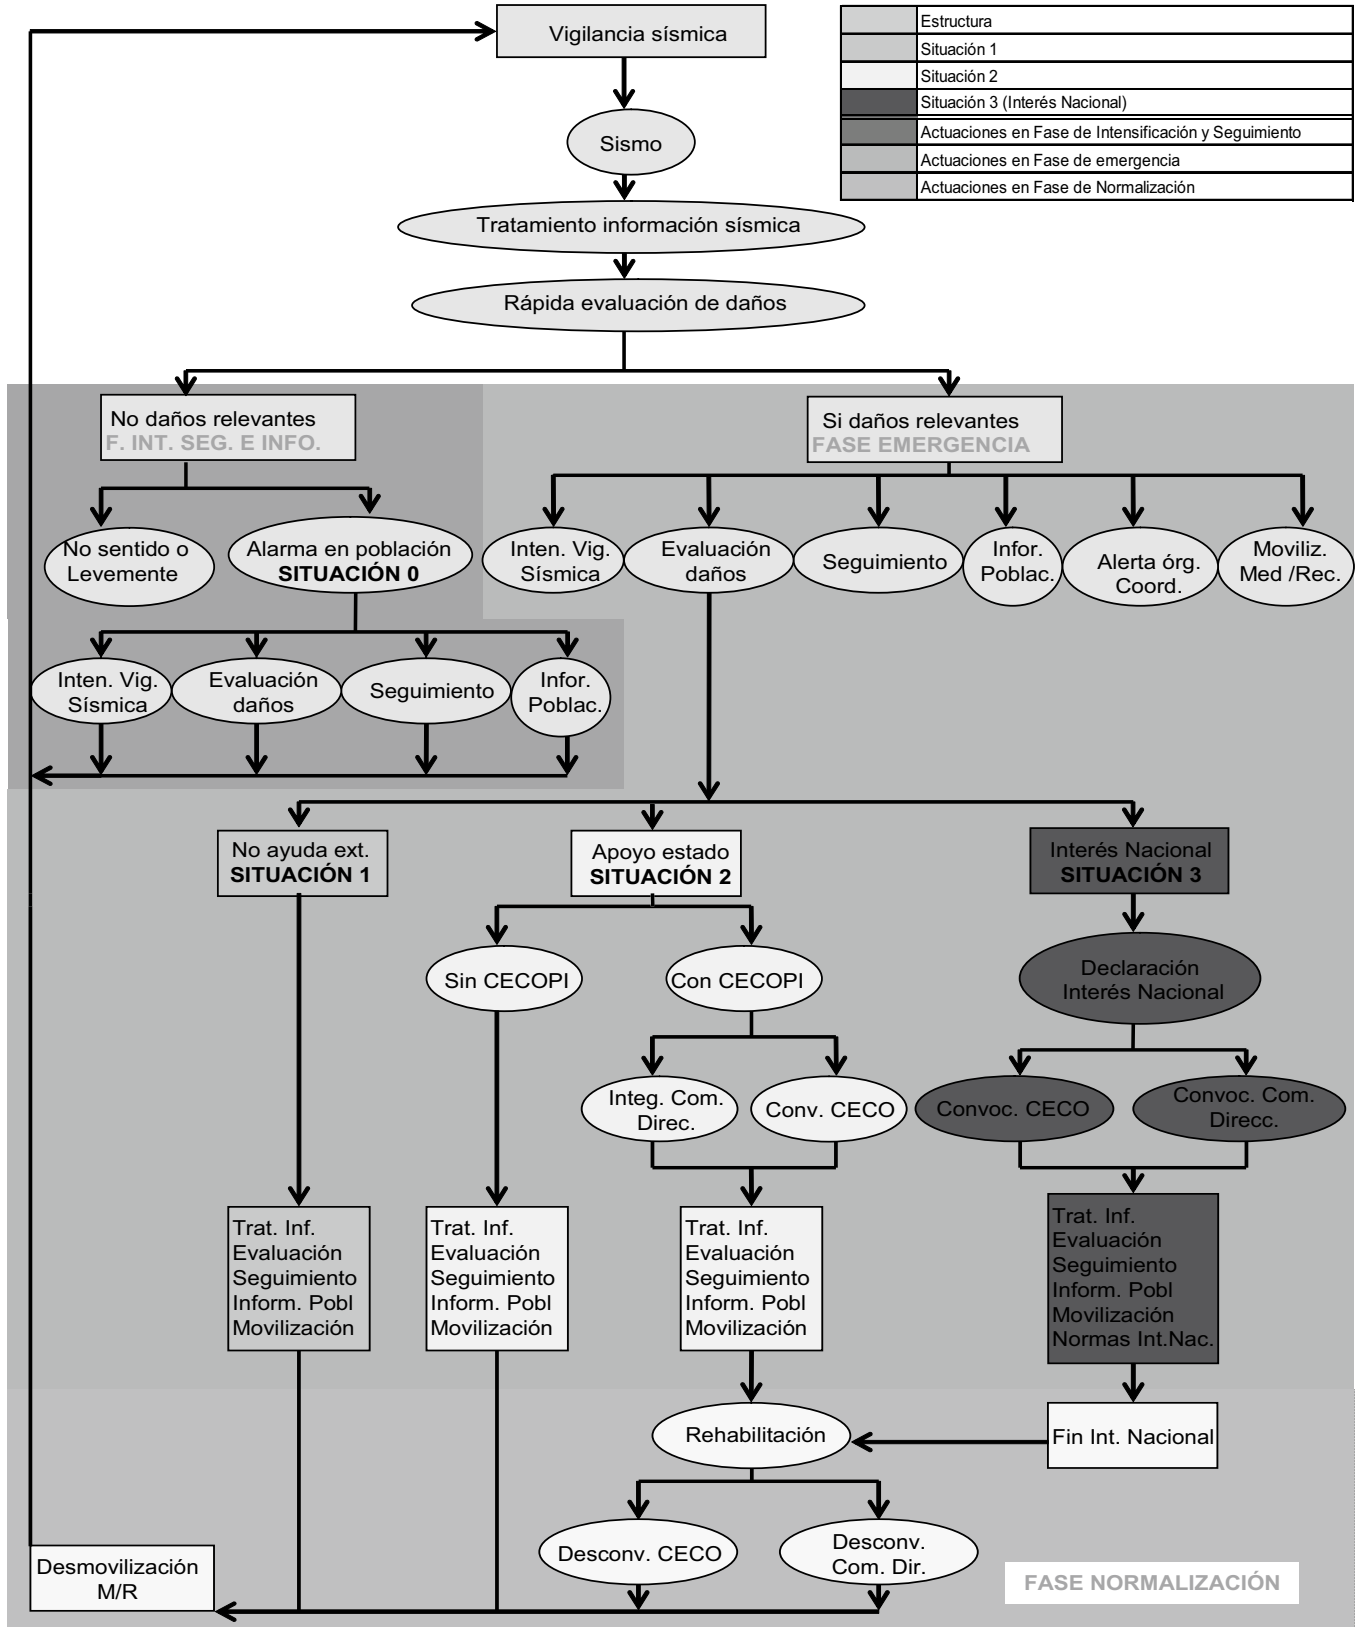 Vigilancia sísmica
Estructura
Situación 1
Situación 2
Situación 3 (Interés Nacional)
Actuaciones en Fase de Intensificación y Seguimiento
Actuaciones en Fase de emergencia
Actuaciones en Fase de Normalización
Sismo
Tratamiento información sísmica
Rápida evaluación de daños
No daños relevantes
F. INT. SEG. E INFO.
Si daños relevantes
FASE EMERGENCIA
No sentido o
Levemente
Alarma en población
SITUACIÓN 0
Inten. Vig.
Sísmica
Evaluación
daños
Seguimiento
Infor.
Poblac.
Alerta órg.
Coord.
Moviliz.
Med /Rec.
Inten. Vig.
Sísmica
Evaluación
daños
Seguimiento
Infor.
Poblac.
No ayuda ext.
SITUACIÓN 1
Apoyo estado
SITUACIÓN 2
Interés Nacional
SITUACIÓN 3
Sin CECOPI
Con CECOPI
Declaración
Interés Nacional
Integ. Com.
Direc.
Conv. CECO
Convoc. CECO
Convoc. Com.
Direcc.
Trat. Inf.
Evaluación
Seguimiento
Inform. Pobl
Movilización
Trat. Inf.
Evaluación
Seguimiento
Inform. Pobl
Movilización
Trat. Inf.
Evaluación
Seguimiento
Inform. Pobl
Movilización
Trat. Inf.
Evaluación
Seguimiento
Inform. Pobl
Movilización
Normas Int.Nac.
Rehabilitación
Fin Int. Nacional
Desconv. CECO
Desconv.
Com. Dir.
Desmovilización
M/R
FASE NORMALIZACIÓN